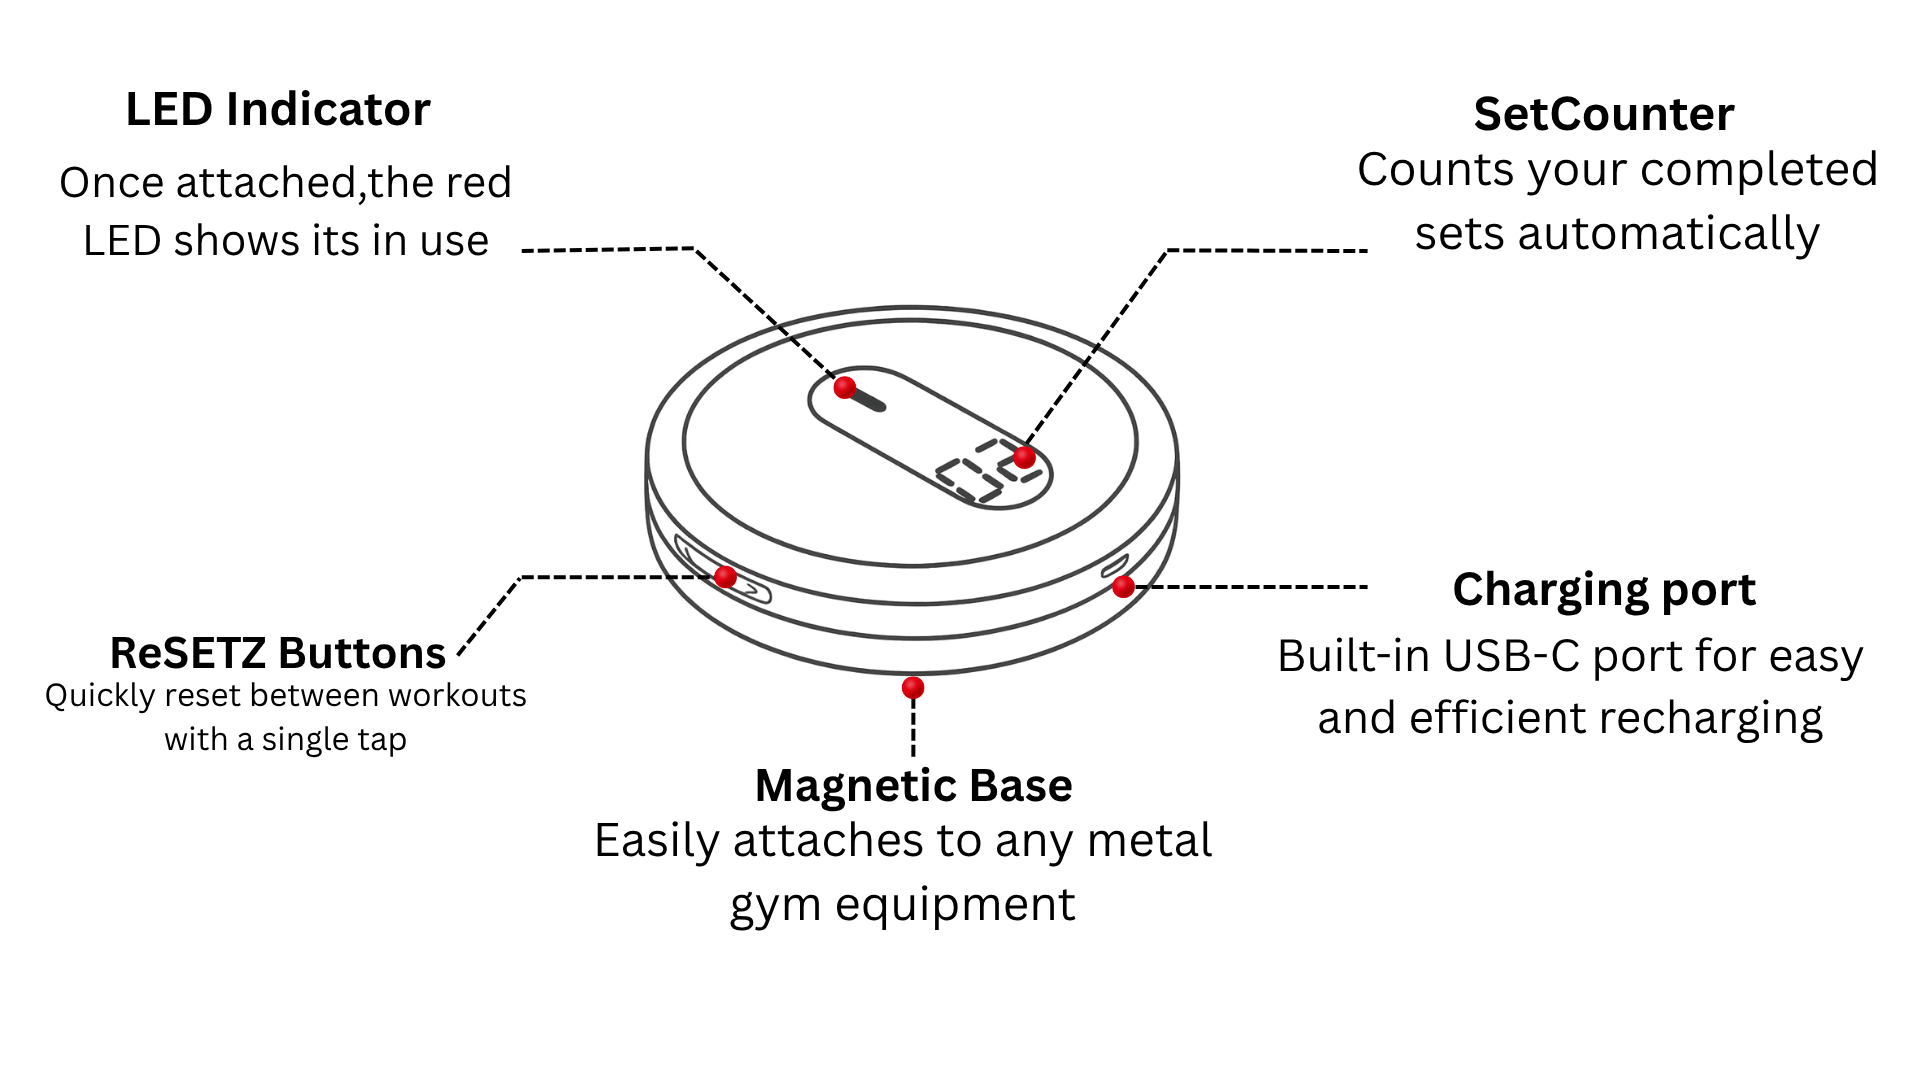 LED Indicator
Once attached,the red
LED shows its in use
SetCounter
Counts your completed
sets automatically
02
ReSETZ Buttons
Quickly reset between workouts
with a single tap
Charging port
Built-in USB-C port for easy
and efficient recharging
Magnetic Base
Easily attaches to any metal
gym equipment